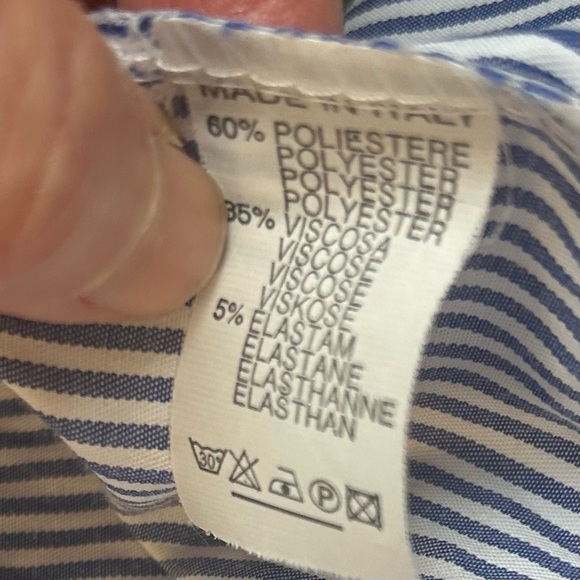 MADE IN ITALY
60% POLIESTERE
POLYESTER
POLYESTER
POLYESTER
35% VISCOSA
VISCOSE
VISCOSE
VISKOSE
5% ELASTAM
ELASTANE
ELASTHANNE
ELASTHAN
30° P